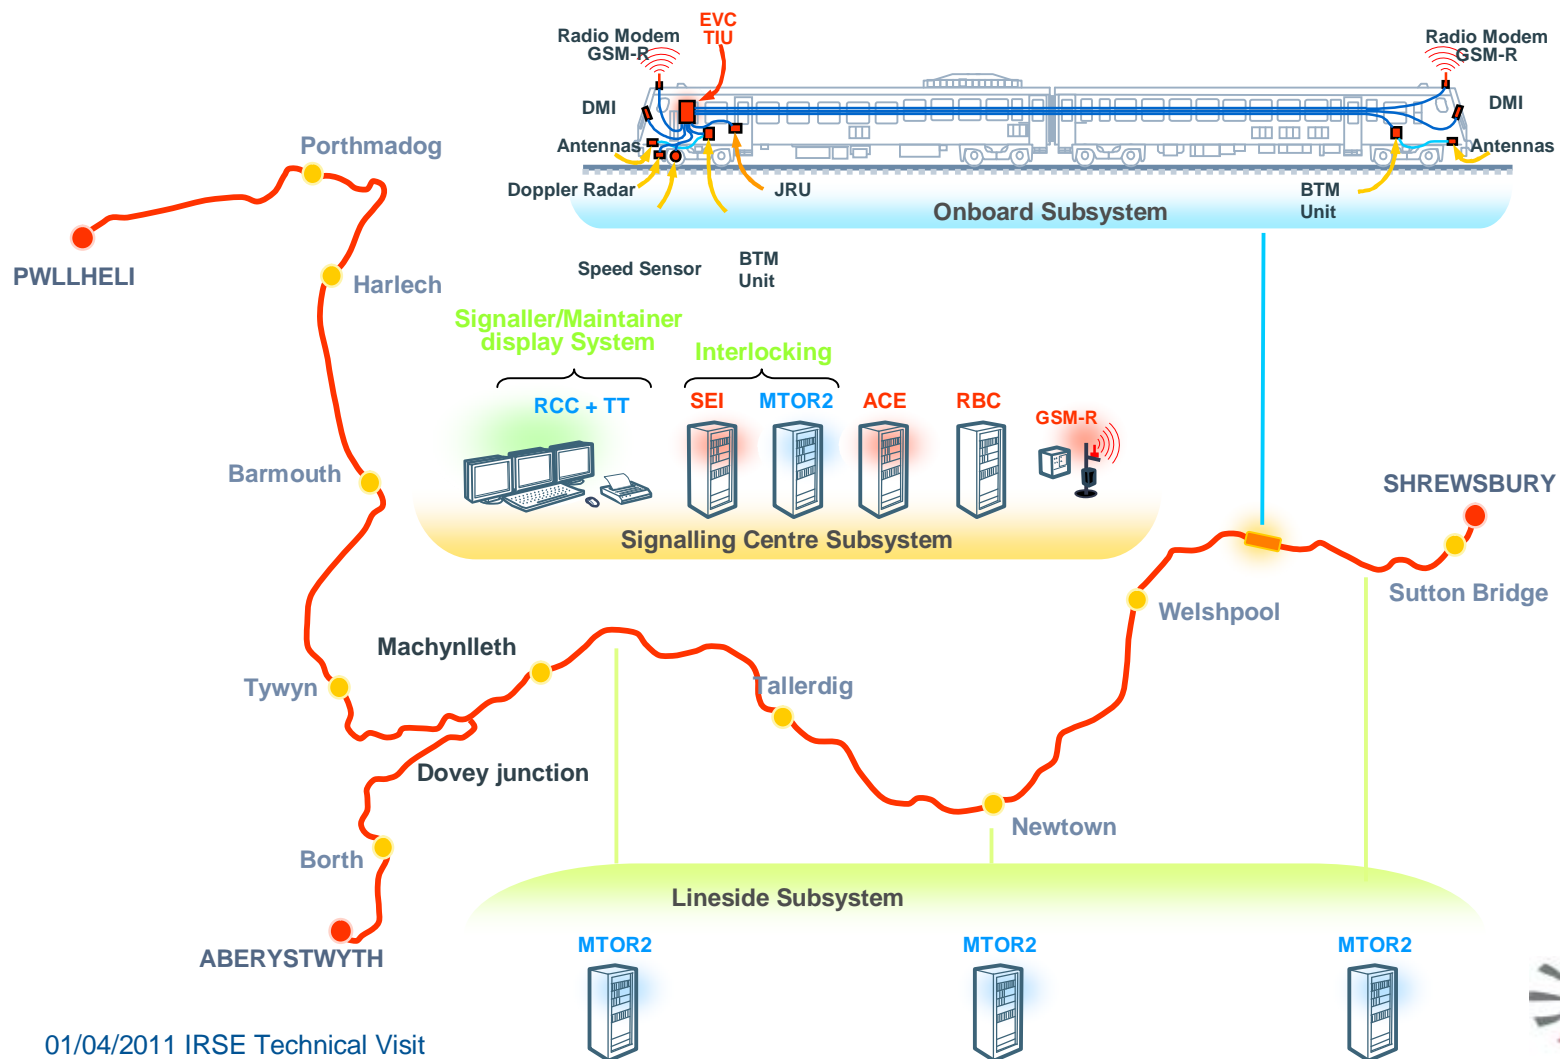 EVC
TIU
Radio Modem
GSM-R
Radio Modem
GSM-R
DMI
DMI
Antennas
Antennas
Doppler Radar
JRU
BTM
Unit
Onboard Subsystem
Speed Sensor
BTM
Unit
Porthmadog
PWLLHELI
Harlech
Signaller/Maintainer
display System
Interlocking
RCC + TT
SEI
MTOR2
ACE
RBC
GSM-R
Signalling Centre Subsystem
Barmouth
SHREWSBURY
Sutton Bridge
Welshpool
Machynlleth
Tywyn
Tallerdig
Dovey junction
Newtown
Borth
Lineside Subsystem
ABERYSTWYTH
MTOR2
MTOR2
MTOR2
01/04/2011 IRSE Technical Visit